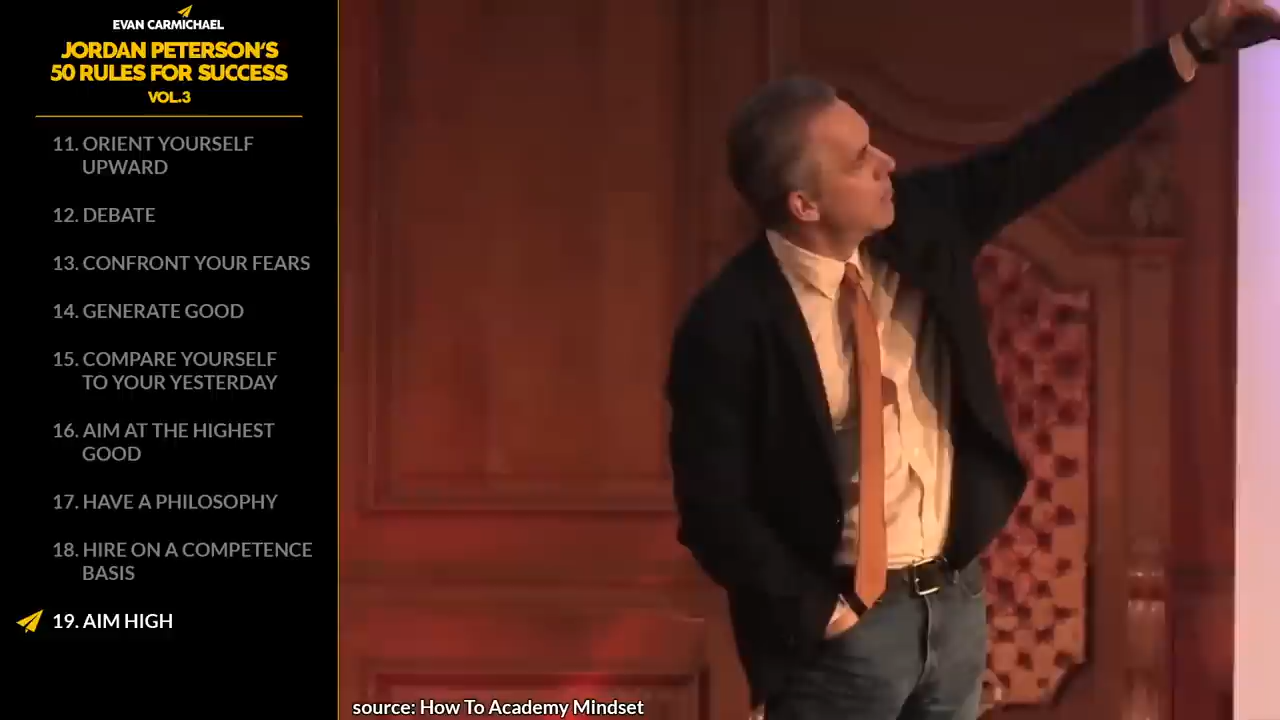 EVAN CARMICHAEL
JORDAN PETERSON'S
50 RULES FOR SUCCESS
VOL.3
11. ORIENT YOURSELF
UPWARD
12. DEBATE
13. CONFRONT YOUR FEARS
14. GENERATE GOOD
15. COMPARE YOURSELF
TO YOUR YESTERDAY
16. AIM AT THE HIGHEST
GOOD
17. HAVE A PHILOSOPHY
18. HIRE ON A COMPETENCE
BASIS
19. AIM HIGH
source: How To Academy Mindset